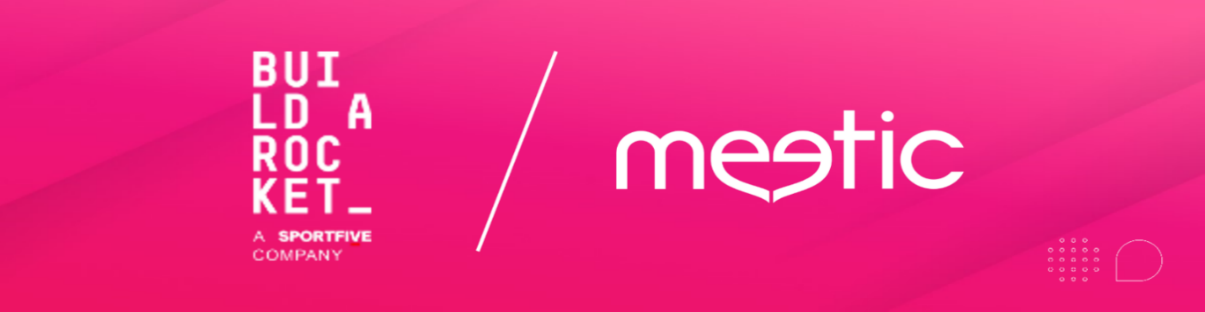 BUI
LD A
ROC
KET_
A SPORTFIVE
COMPANY
meetic